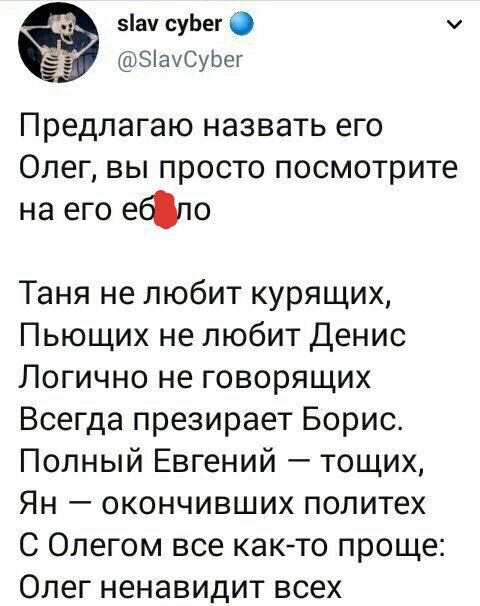 slav cyber
@SlavCyber
Предлагаю назвать его
Олег, вы просто посмотрите
на его еб ло
Таня не любит курящих,
Пьющих не любит Денис
Логично не говорящих
Всегда презирает Борис.
Полный Евгений — тощих,
Ян — окончивших политех
С Олегом все как-то проще:
Олег ненавидит всех